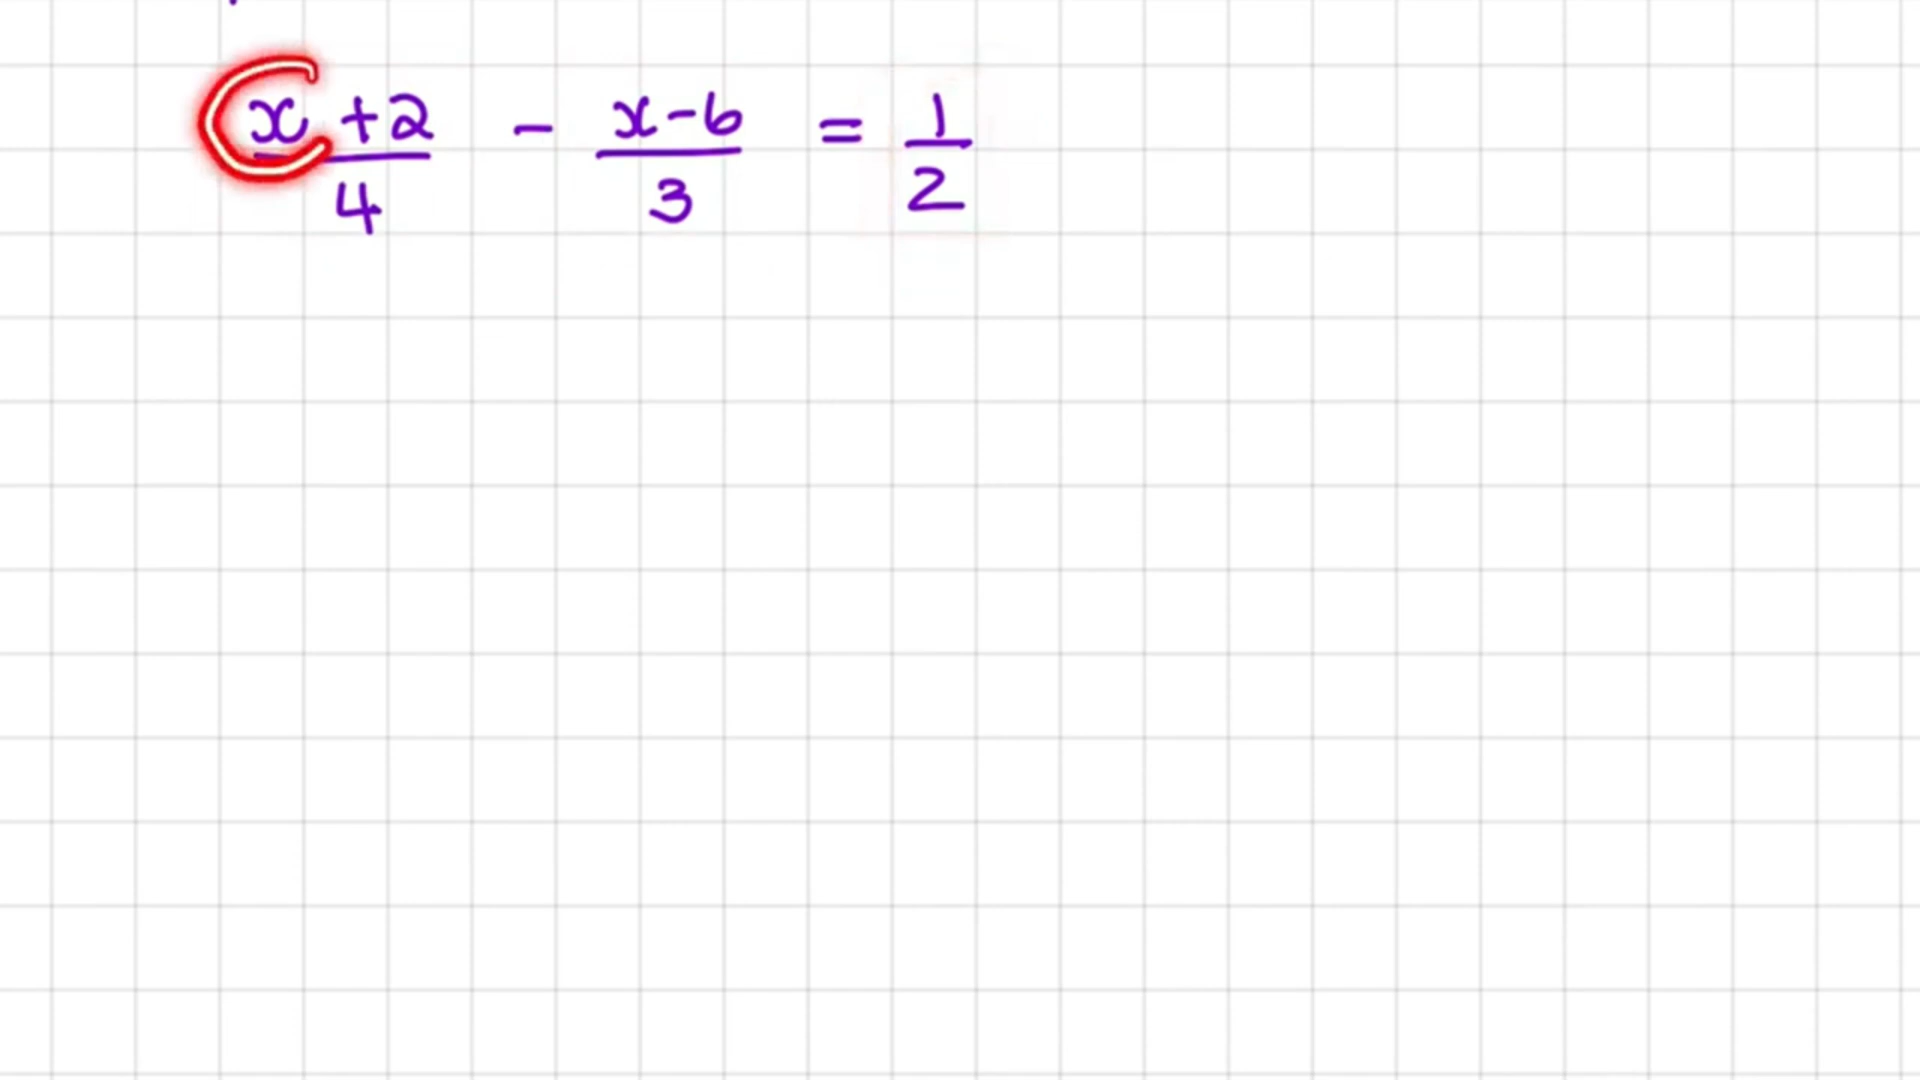 x+2/4 - x-6/3 = 1/2